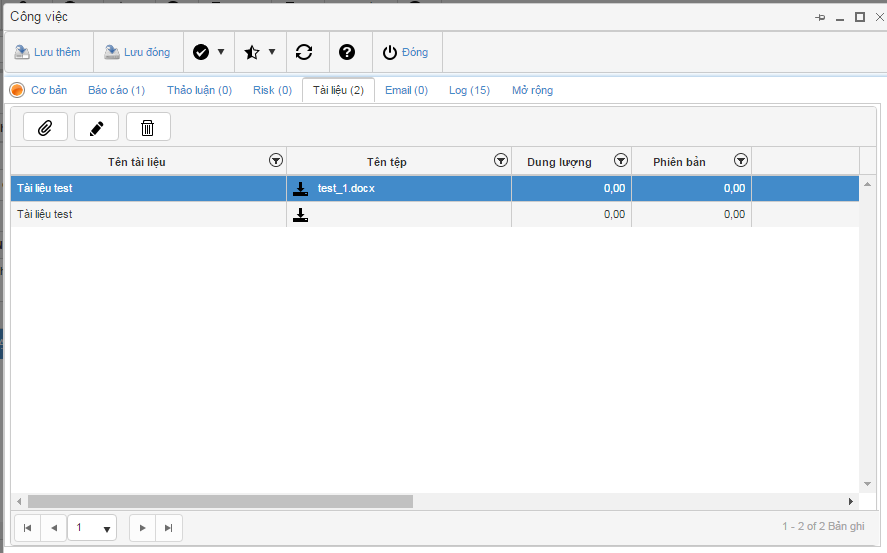 Công việc
Lưu thêm Lưu đóng Đóng
Cơ bản Báo cáo (1) Thảo luận (0) Risk (0) Tài liệu (2) Email (0) Log (15) Mở rộng
Tên tài liệu Tên tệp Dung lượng Phiên bản
Tài liệu test test_1.docx 0,00 0,00
Tài liệu test 0,00 0,00
1 1 - 2 of 2 Bản ghi